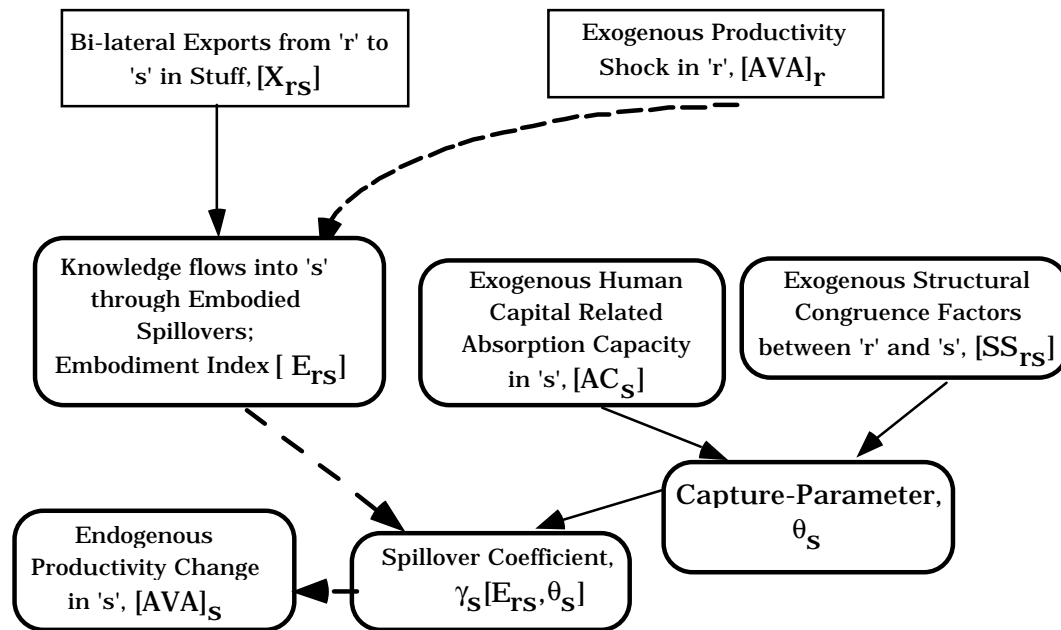 Bi-lateral Exports from 'r' to
's' in Stuff, [Xrs]
Exogenous Productivity
Shock in 'r', [AVA]r
Knowledge flows into 's'
through Embodied
Spillovers;
Embodiment Index [ Ers]
Exogenous Human
Capital Related
Absorption Capacity
in 's', [ACs]
Exogenous Structural
Congruence Factors
between 'r' and 's', [SSrs]
Capture-Parameter,
θs
Spillover Coefficient,
γs[Ers,θs]
Endogenous
Productivity Change
in 's', [AVA]s